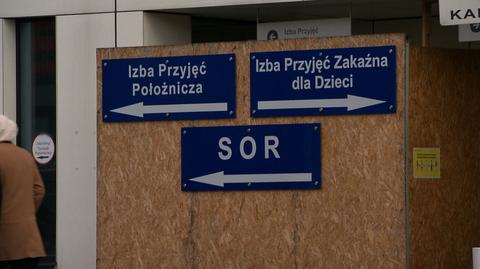 Izba Przyjęć
KA
Izba Przyjęć
Położnicza
Izba Przyjęć Zakaźna
dla Dzieci
SOR